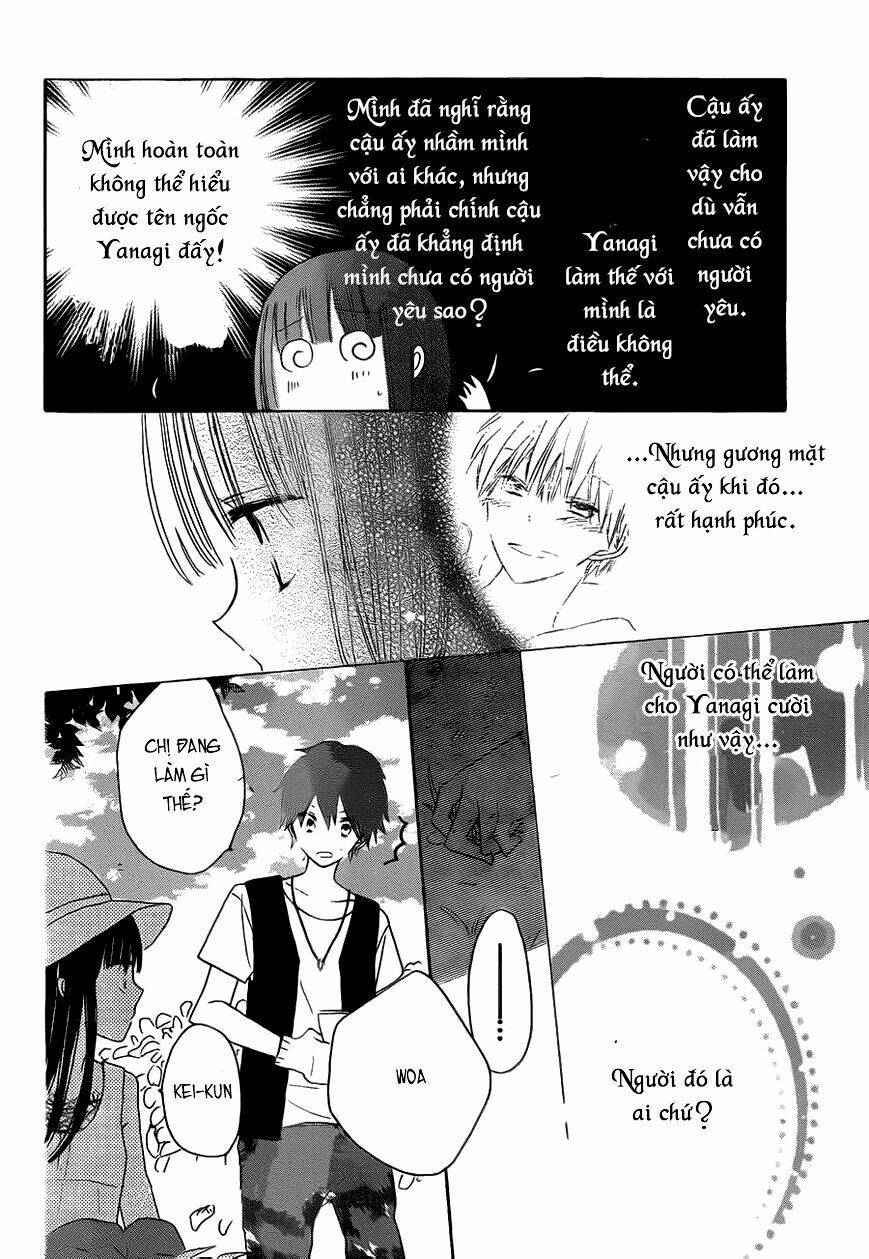 Cậu ấy
đã làm
vậy cho
dù vẫn
chưa có
người
yêu.
Yanagi
làm thế với
mình là
điều không
thể.
Mình đã nghĩ rằng
cậu ấy nhầm mình
với ai khác, nhưng
chẳng phải chính cậu
ấy đã khẳng định
mình chưa có người
yêu sao?
Mình hoàn toàn
không thể hiểu
được tên ngốc
Yanagi đấy!
...Nhưng gương mặt
cậu ấy khi đó...
rất hạnh phúc.
Người có thể làm
cho Yanagi cười
như vậy...
Người đó là
ai chứ?
......
CHỊ ĐANG
LÀM GÌ
THẾ?
WOA
KEI-KUN